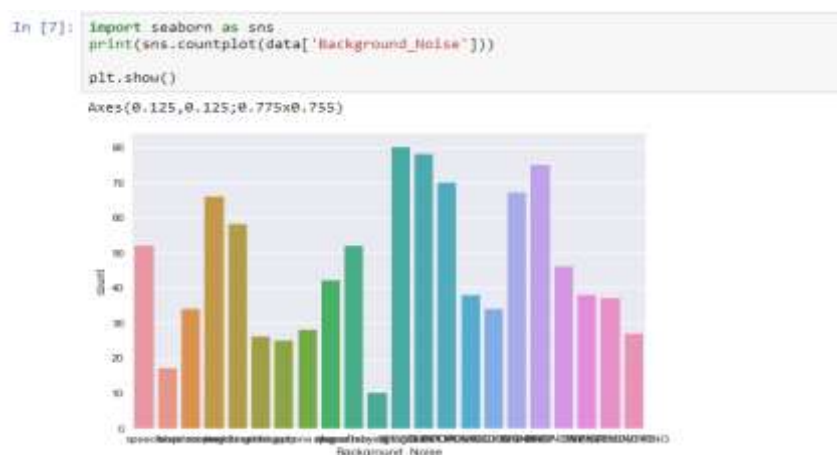 In [7]: import seaborn as sns
print(sns.countplot(data['Background_Noise']))
plt.show()
Axes(0.125,0.125;0.775x0.755)
80
70
60
50
40
30
20
10
0
count
Background_Noise